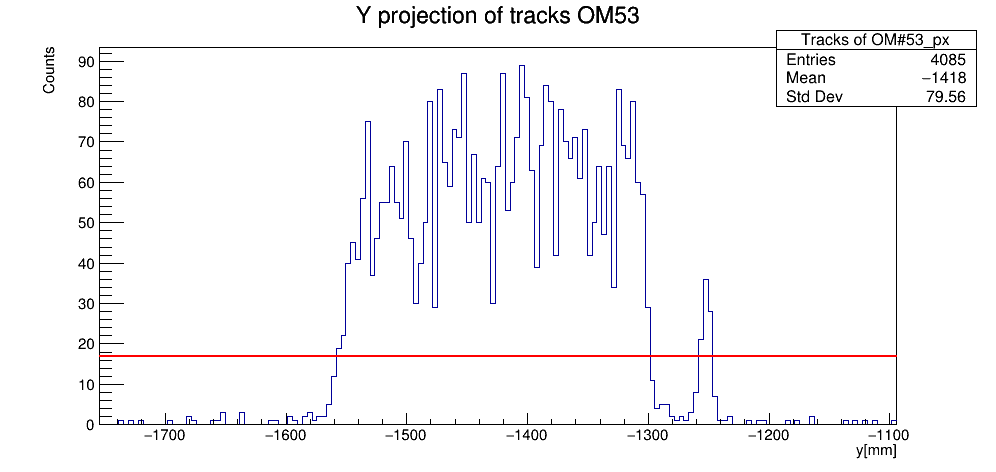 Y projection of tracks OM53
Tracks of OM#53_px
Entries 4085
Mean −1418
Std Dev 79.56
Counts
90
80
70
60
50
40
30
20
10
0
−1700 −1600 −1500 −1400 −1300 −1200 −1100
y[mm]